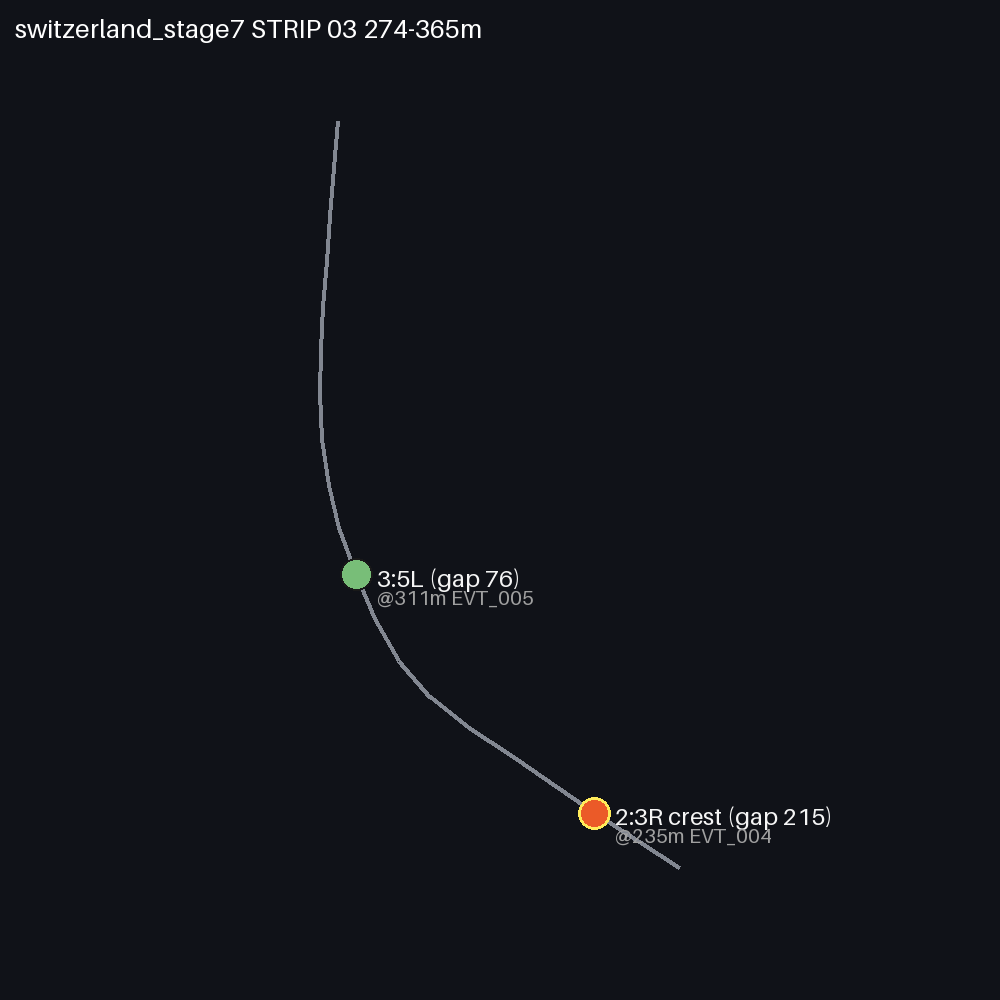 switzerland_stage7 STRIP 03 274-365m
3:5L (gap 76)
@311m EVT_005
2:3R crest (gap 215)
@235m EVT_004